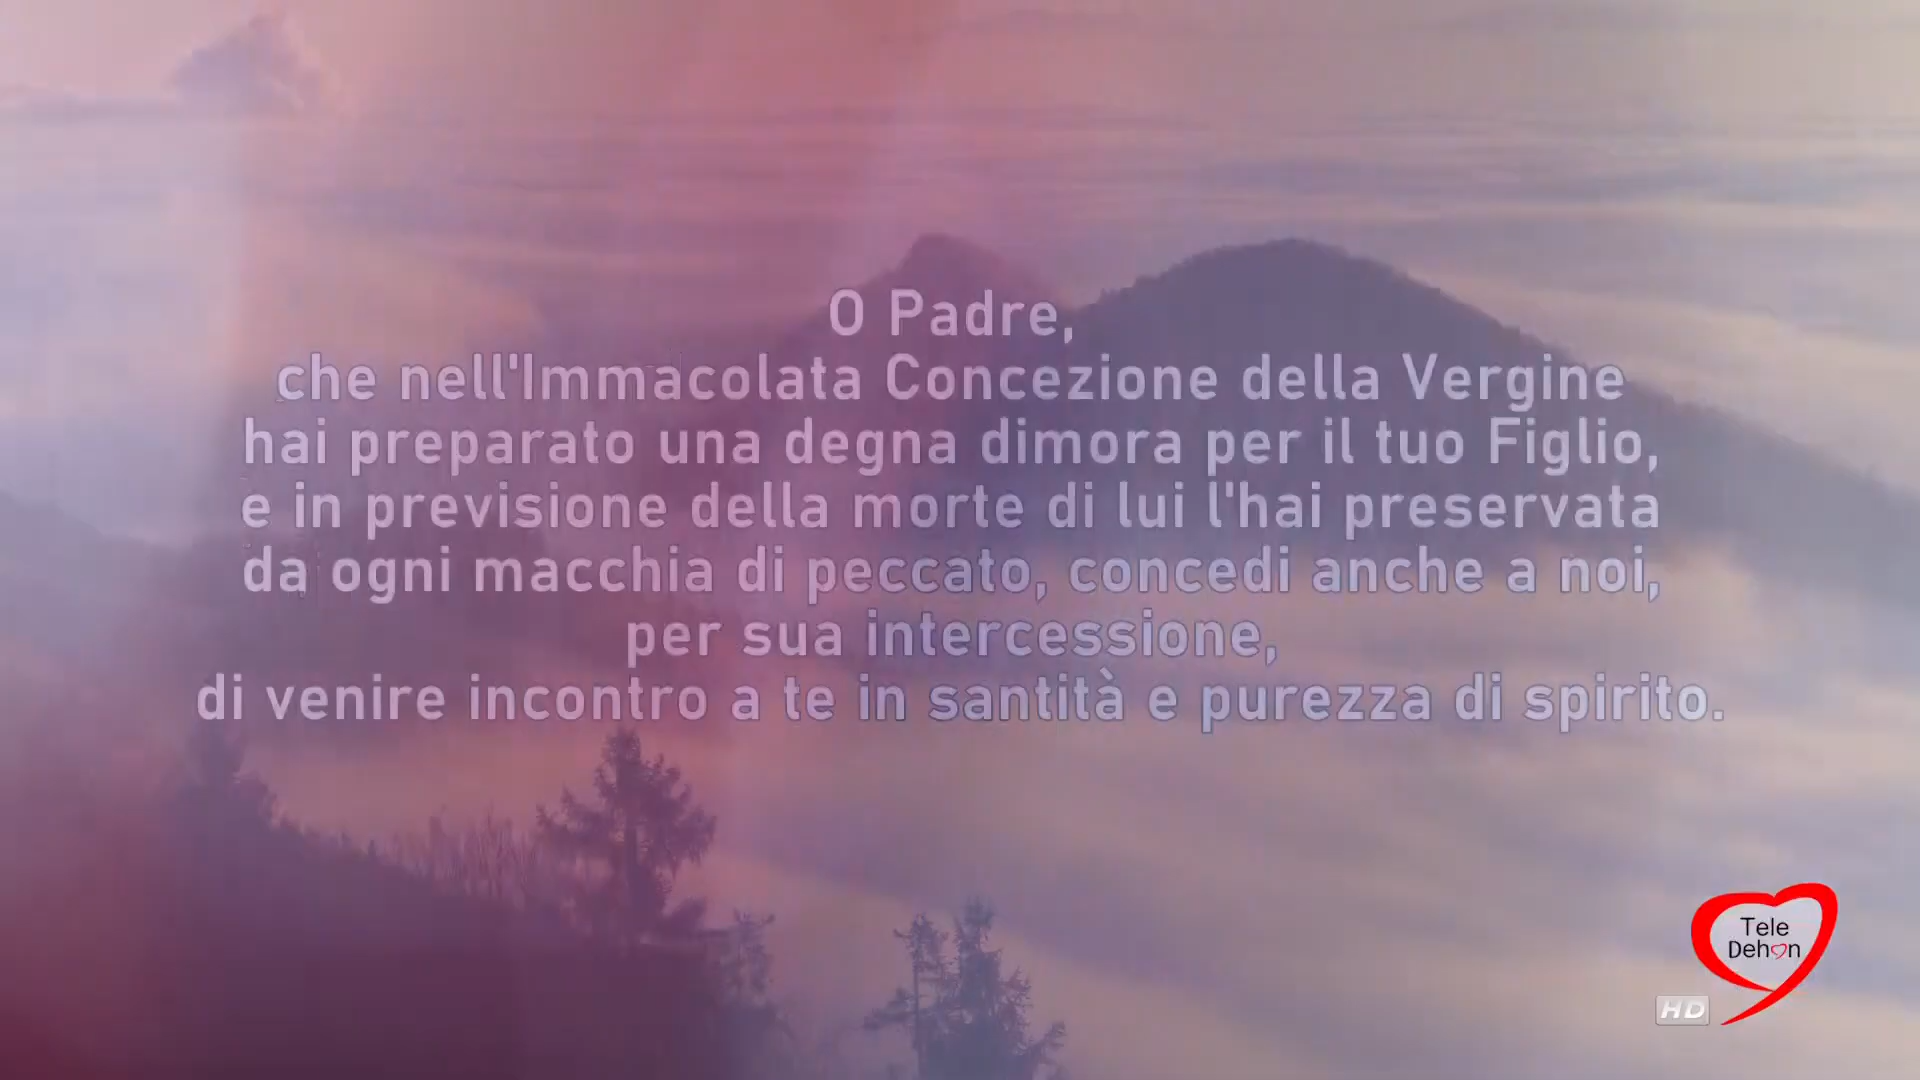 O Padre,
che nell'Immacolata Concezione della Vergine
hai preparato una degna dimora per il tuo Figlio,
e in previsione della morte di lui l'hai preservata
da ogni macchia di peccato, concedi anche a noi,
per sua intercessione,
di venire incontro a te in santità e purezza di spirito.
Tele
Dehon
HD